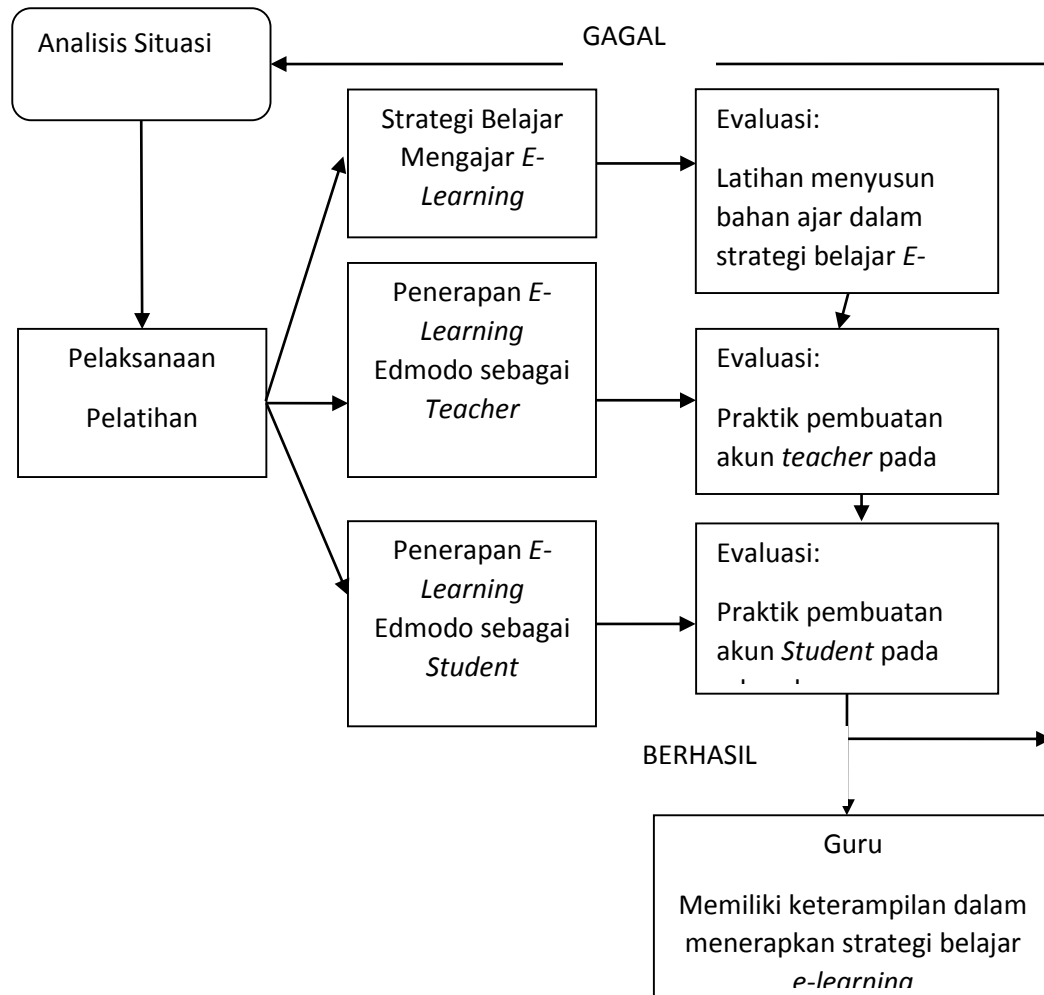 Analisis Situasi
GAGAL
Strategi Belajar
Mengajar E-
Learning
Evaluasi:
Latihan menyusun
bahan ajar dalam
strategi belajar E-
Pelaksanaan
Pelatihan
Penerapan E-
Learning
Edmodo sebagai
Teacher
Evaluasi:
Praktik pembuatan
akun teacher pada
Penerapan E-
Learning
Edmodo sebagai
Student
Evaluasi:
Praktik pembuatan
akun Student pada
BERHASIL
Guru
Memiliki keterampilan dalam
menerapkan strategi belajar
e-learning